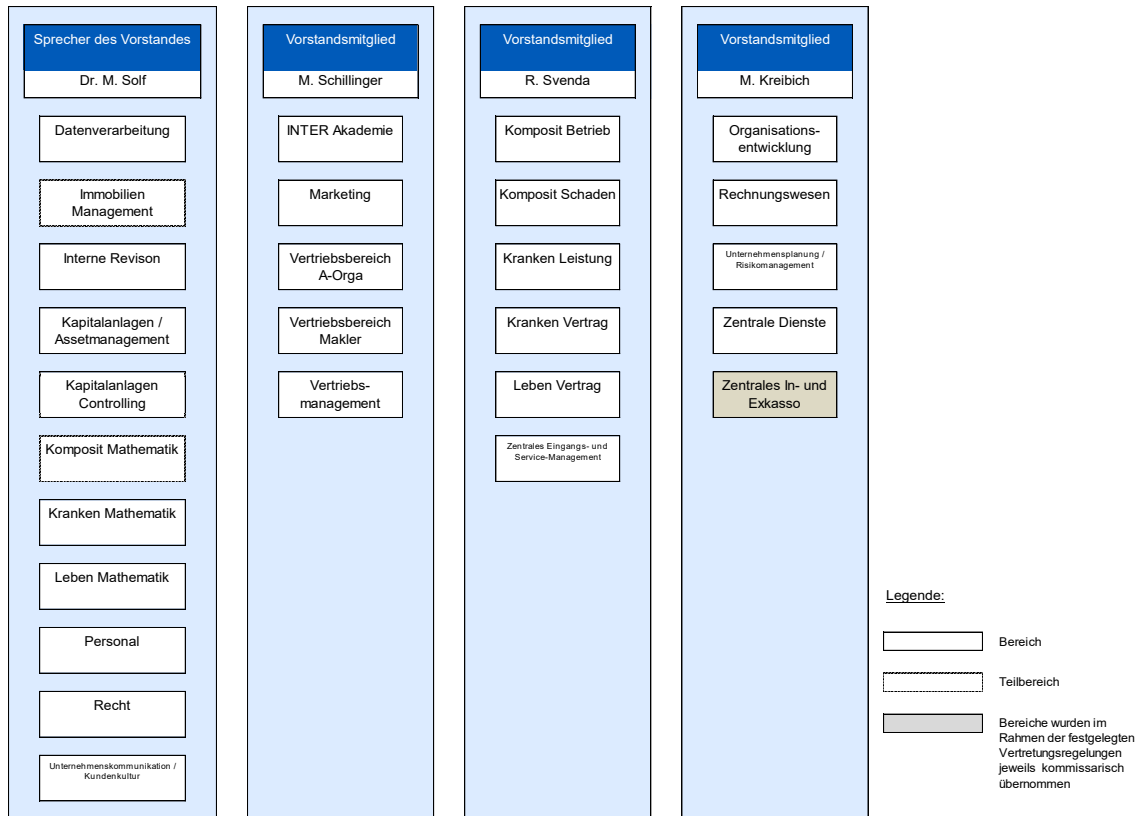 Sprecher des Vorstandes
Dr. M. Solf
Datenverarbeitung
Immobilien
Management
Interne Revison
Kapitalanlagen /
Assetmanagement
Kapitalanlagen
Controlling
Komposit Mathematik
Kranken Mathematik
Leben Mathematik
Personal
Recht
Unternehmenskommunikation /
Kundenkultur
Vorstandsmitglied
M. Schillinger
INTER Akademie
Marketing
Vertriebsbereich
A-Orga
Vertriebsbereich
Makler
Vertriebs-
management
Vorstandsmitglied
R. Svenda
Komposit Betrieb
Komposit Schaden
Kranken Leistung
Kranken Vertrag
Leben Vertrag
Zentrales Eingangs- und
Service-Management
Vorstandsmitglied
M. Kreibich
Organisations-
entwicklung
Rechnungswesen
Unternehmensplanung /
Risikomanagement
Zentrale Dienste
Zentrales In- und
Exkasso
Legende:
Bereich
Teilbereich
Bereiche wurden im
Rahmen der festgelegten
Vertretungsregelungen
jeweils kommissarisch
übernommen